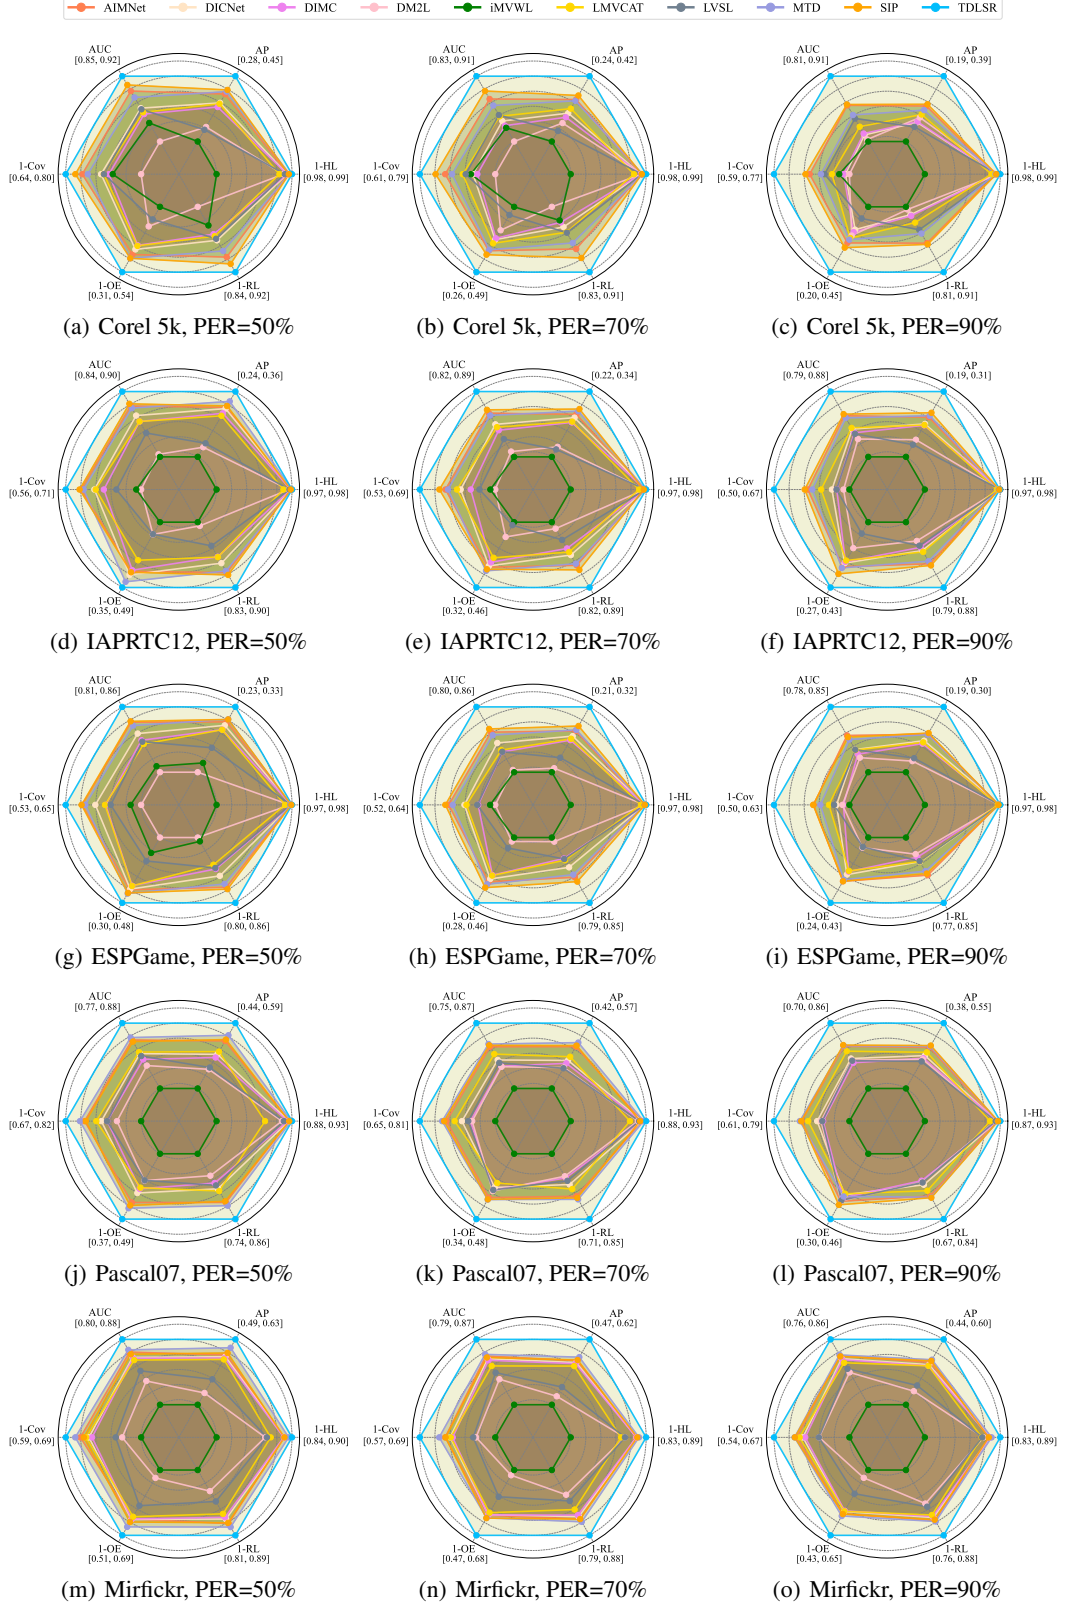 AIMNet DICNet DIMC DM2L iMVWL LMVCAT LVSL MTD SIP TDLSR
AUC
[0.85, 0.92]
AP
[0.28, 0.45]
1-Cov
[0.64, 0.80]
1-HL
[0.98, 0.99]
1-OE
[0.31, 0.54]
1-RL
[0.84, 0.92]
(a) Corel 5k, PER=50%
AUC
[0.83, 0.91]
AP
[0.24, 0.42]
1-Cov
[0.61, 0.79]
1-HL
[0.98, 0.99]
1-OE
[0.26, 0.49]
1-RL
[0.83, 0.91]
(b) Corel 5k, PER=70%
AUC
[0.81, 0.91]
AP
[0.19, 0.39]
1-Cov
[0.59, 0.77]
1-HL
[0.98, 0.99]
1-OE
[0.20, 0.45]
1-RL
[0.81, 0.91]
(c) Corel 5k, PER=90%
AUC
[0.84, 0.90]
AP
[0.24, 0.36]
1-Cov
[0.56, 0.71]
1-HL
[0.97, 0.98]
1-OE
[0.35, 0.49]
1-RL
[0.83, 0.90]
(d) IAPRTC12, PER=50%
AUC
[0.82, 0.89]
AP
[0.22, 0.34]
1-Cov
[0.53, 0.69]
1-HL
[0.97, 0.98]
1-OE
[0.32, 0.46]
1-RL
[0.82, 0.89]
(e) IAPRTC12, PER=70%
AUC
[0.79, 0.88]
AP
[0.19, 0.31]
1-Cov
[0.50, 0.67]
1-HL
[0.97, 0.98]
1-OE
[0.27, 0.43]
1-RL
[0.79, 0.88]
(f) IAPRTC12, PER=90%
AUC
[0.81, 0.86]
AP
[0.23, 0.33]
1-Cov
[0.53, 0.65]
1-HL
[0.97, 0.98]
1-OE
[0.30, 0.48]
1-RL
[0.80, 0.86]
(g) ESPGame, PER=50%
AUC
[0.80, 0.86]
AP
[0.21, 0.32]
1-Cov
[0.52, 0.64]
1-HL
[0.97, 0.98]
1-OE
[0.28, 0.46]
1-RL
[0.79, 0.85]
(h) ESPGame, PER=70%
AUC
[0.78, 0.85]
AP
[0.19, 0.30]
1-Cov
[0.50, 0.63]
1-HL
[0.97, 0.98]
1-OE
[0.24, 0.43]
1-RL
[0.77, 0.85]
(i) ESPGame, PER=90%
AUC
[0.77, 0.88]
AP
[0.44, 0.59]
1-Cov
[0.67, 0.82]
1-HL
[0.88, 0.93]
1-OE
[0.37, 0.49]
1-RL
[0.74, 0.86]
(j) Pascal07, PER=50%
AUC
[0.75, 0.87]
AP
[0.42, 0.57]
1-Cov
[0.65, 0.81]
1-HL
[0.88, 0.93]
1-OE
[0.34, 0.48]
1-RL
[0.71, 0.85]
(k) Pascal07, PER=70%
AUC
[0.70, 0.86]
AP
[0.38, 0.55]
1-Cov
[0.61, 0.79]
1-HL
[0.87, 0.93]
1-OE
[0.30, 0.46]
1-RL
[0.67, 0.84]
(l) Pascal07, PER=90%
AUC
[0.80, 0.88]
AP
[0.49, 0.63]
1-Cov
[0.59, 0.69]
1-HL
[0.84, 0.90]
1-OE
[0.51, 0.69]
1-RL
[0.81, 0.89]
(m) Mirfickr, PER=50%
AUC
[0.79, 0.87]
AP
[0.47, 0.62]
1-Cov
[0.57, 0.69]
1-HL
[0.83, 0.89]
1-OE
[0.47, 0.68]
1-RL
[0.79, 0.88]
(n) Mirfickr, PER=70%
AUC
[0.76, 0.86]
AP
[0.44, 0.60]
1-Cov
[0.54, 0.67]
1-HL
[0.83, 0.89]
1-OE
[0.43, 0.65]
1-RL
[0.76, 0.88]
(o) Mirfickr, PER=90%